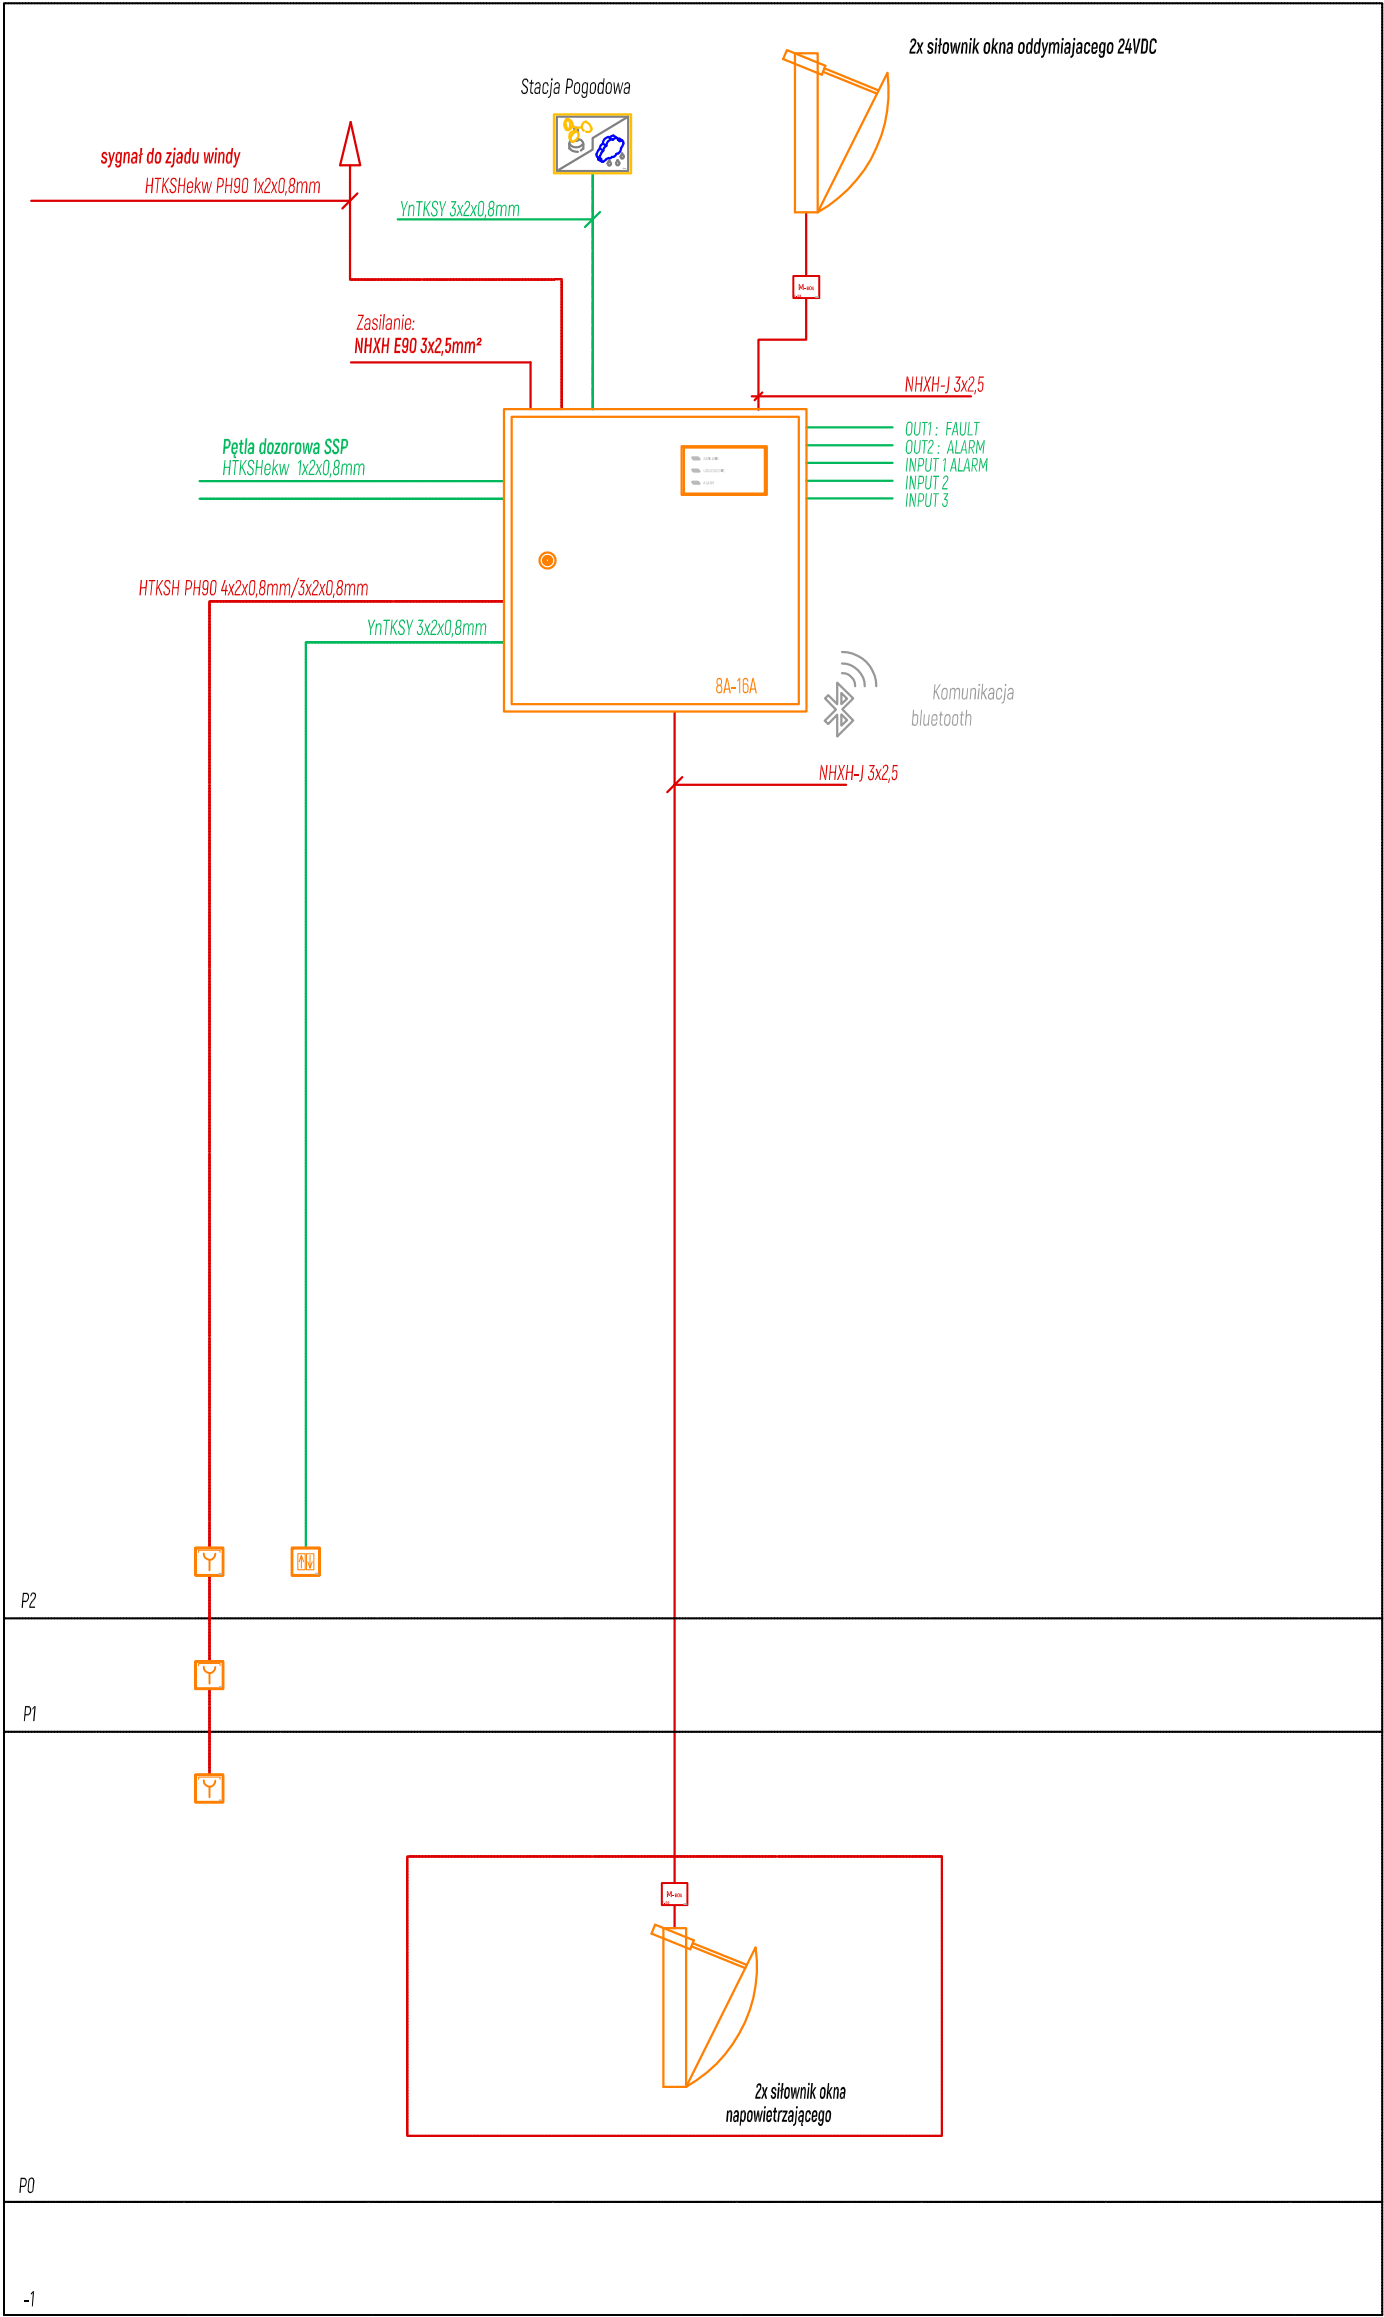 2x siłownik okna oddymiajacego 24VDC
Stacja Pogodowa
sygnał do zjadu windy
HTKSHekw PH90 1x2x0,8mm
YnTKSY 3x2x0,8mm
Zasilanie:
NHXH E90 3x2,5mm²
NHXH-J 3x2,5
OUT1 : FAULT
OUT2 : ALARM
INPUT 1 ALARM
INPUT 2
INPUT 3
Pętla dozorowa SSP
HTKSHekw 1x2x0,8mm
HTKSH PH90 4x2x0,8mm/3x2x0,8mm
YnTKSY 3x2x0,8mm
8A-16A
Komunikacja
bluetooth
NHXH-J 3x2,5
P2
P1
2x siłownik okna
napowietrzającego
P0
-1